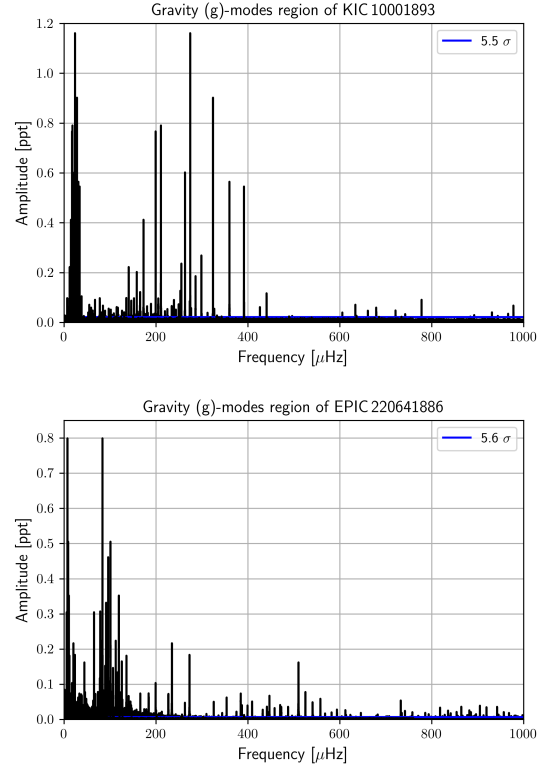 Gravity (g)-modes region of KIC 10001893
1.2
1.0
0.8
0.6
0.4
0.2
0.0
Amplitude [ppt]
5.5 σ
0 200 400 600 800 1000
Frequency [μHz]
Gravity (g)-modes region of EPIC 220641886
0.8
0.7
0.6
0.5
0.4
0.3
0.2
0.1
0.0
Amplitude [ppt]
5.6 σ
0 200 400 600 800 1000
Frequency [μHz]